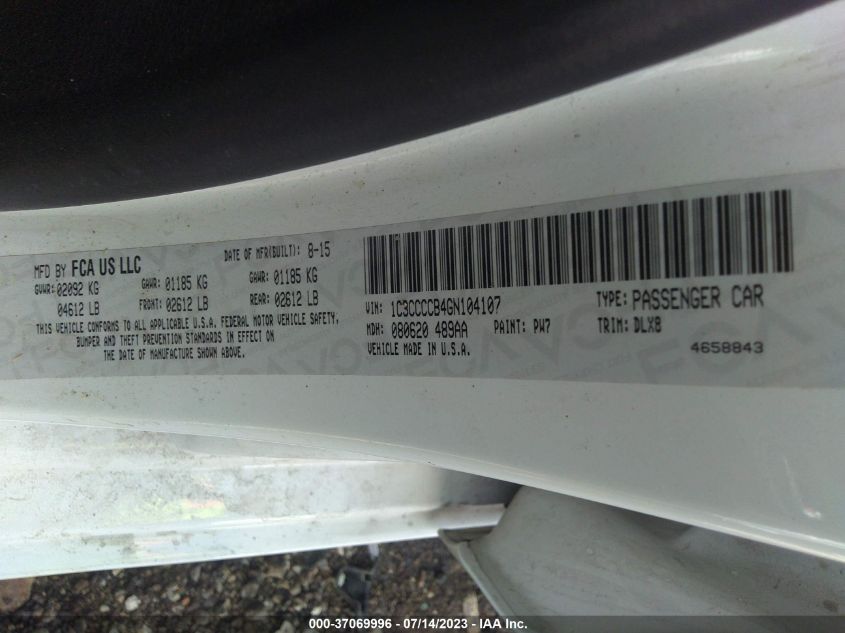 MFD BY FCA US LLC
DATE OF MFR(BUILT): 8-15
GVWR: 02092 KG
04612 LB
GAWR: 01185 KG
FRONT: 02612 LB
GAWR: 01185 KG
REAR: 02612 LB
THIS VEHICLE CONFORMS TO ALL APPLICABLE U.S.A. FEDERAL MOTOR VEHICLE SAFETY,
BUMPER AND THEFT PREVENTION STANDARDS IN EFFECT ON
THE DATE OF MANUFACTURE SHOWN ABOVE.
VIN: 1C3CCCCB4GN104107
TYPE: PASSENGER CAR
MDH: 080620 489AA
PAINT: PW7
TRIM: DLX8
VEHICLE MADE IN U.S.A.
4658843
000-37069996 - 07/14/2023 - IAA Inc.